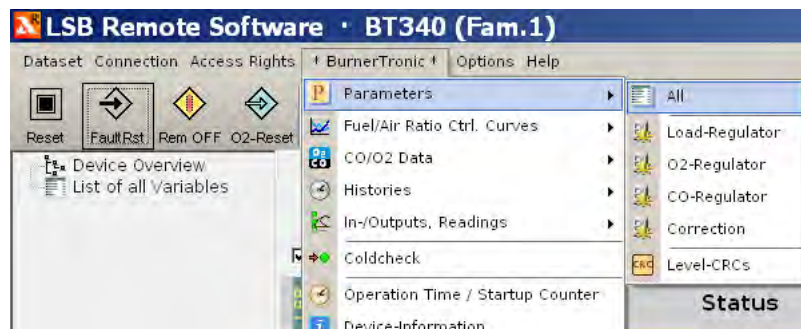 LSB Remote Software · BT340 (Fam.1)
Dataset Connection Access Rights * BurnerTronic * Options Help
Reset FaultRst Rem OFF O2-Reset
Device Overview
List of all Variables
P Parameters
Fuel/Air Ratio Ctrl. Curves
CO/O2 Data
Histories
In-/Outputs, Readings
Coldcheck
Operation Time / Startup Counter
Device-Information
All
Load-Regulator
O2-Regulator
CO-Regulator
Correction
CRC Level-CRCs
Status